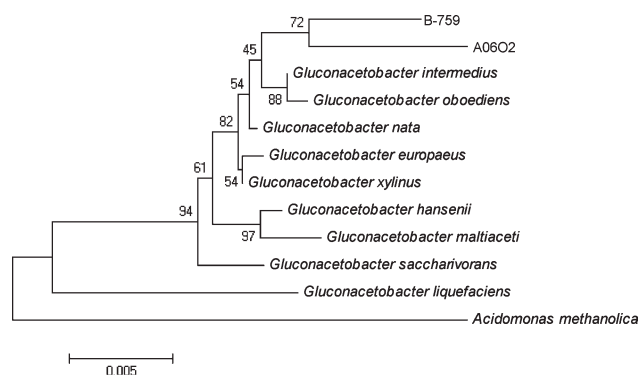 72
B-759
A06O2
45
Gluconacetobacter intermedius
54
88
Gluconacetobacter oboediens
82
Gluconacetobacter nata
Gluconacetobacter europaeus
61
54
Gluconacetobacter xylinus
94
Gluconacetobacter hansenii
97
Gluconacetobacter maltiaceti
Gluconacetobacter saccharivorans
Gluconacetobacter liquefaciens
Acidomonas methanolica
0.005